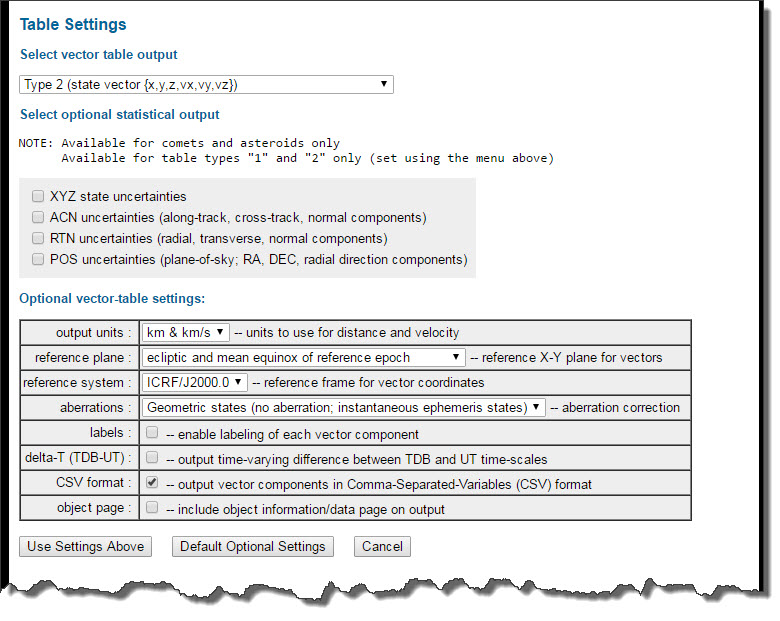 Table Settings
Select vector table output
Type 2 (state vector {x,y,z,vx,vy,vz})
Select optional statistical output
NOTE: Available for comets and asteroids only
Available for table types "1" and "2" only (set using the menu above)
XYZ state uncertainties
ACN uncertainties (along-track, cross-track, normal components)
RTN uncertainties (radial, transverse, normal components)
POS uncertainties (plane-of-sky; RA, DEC, radial direction components)
Optional vector-table settings:
output units : km & km/s -- units to use for distance and velocity
reference plane : ecliptic and mean equinox of reference epoch -- reference X-Y plane for vectors
reference system : ICRF/J2000.0 -- reference frame for vector coordinates
aberrations : Geometric states (no aberration; instantaneous ephemeris states) -- aberration correction
labels : -- enable labeling of each vector component
delta-T (TDB-UT) : -- output time-varying difference between TDB and UT time-scales
CSV format : -- output vector components in Comma-Separated-Variables (CSV) format
object page : -- include object information/data page on output
Use Settings Above Default Optional Settings Cancel